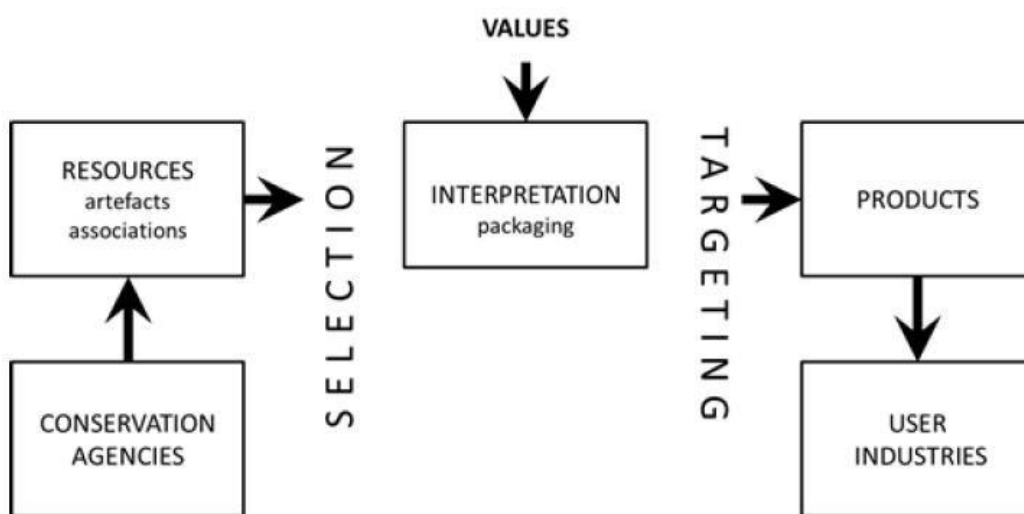 VALUES
RESOURCES
artefacts
associations
SELECTION
INTERPRETATION
packaging
TARGETING
PRODUCTS
CONSERVATION
AGENCIES
USER
INDUSTRIES